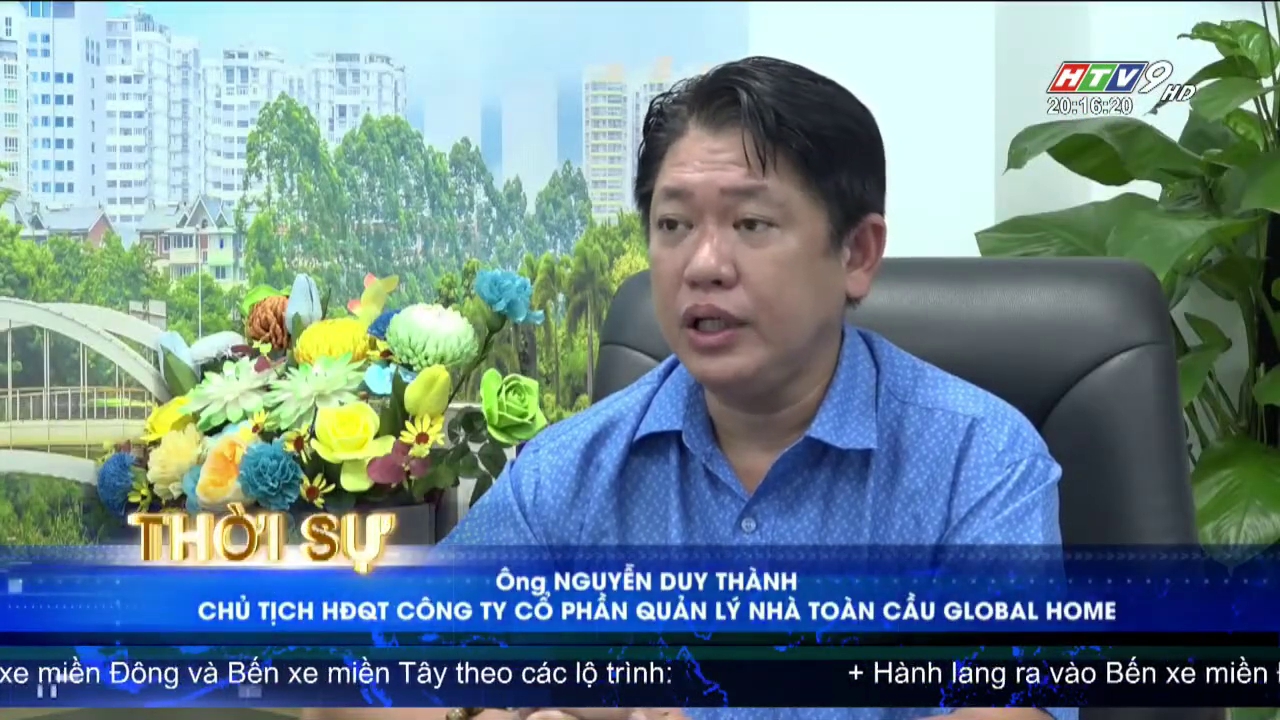 HTV9 HD
20:16:20
THỜI SỰ
Ông NGUYỄN DUY THÀNH
CHỦ TỊCH HĐQT CÔNG TY CỔ PHẦN QUẢN LÝ NHÀ TOÀN CẦU GLOBAL HOME
xe miền Đông và Bến xe miền Tây theo các lộ trình: + Hành lang ra vào Bến xe miền